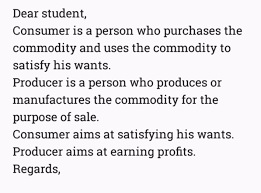 Dear student,
Consumer is a person who purchases the
commodity and uses the commodity to
satisfy his wants.
Producer is a person who produces or
manufactures the commodity for the
purpose of sale.
Consumer aims at satisfying his wants.
Producer aims at earning profits.
Regards,